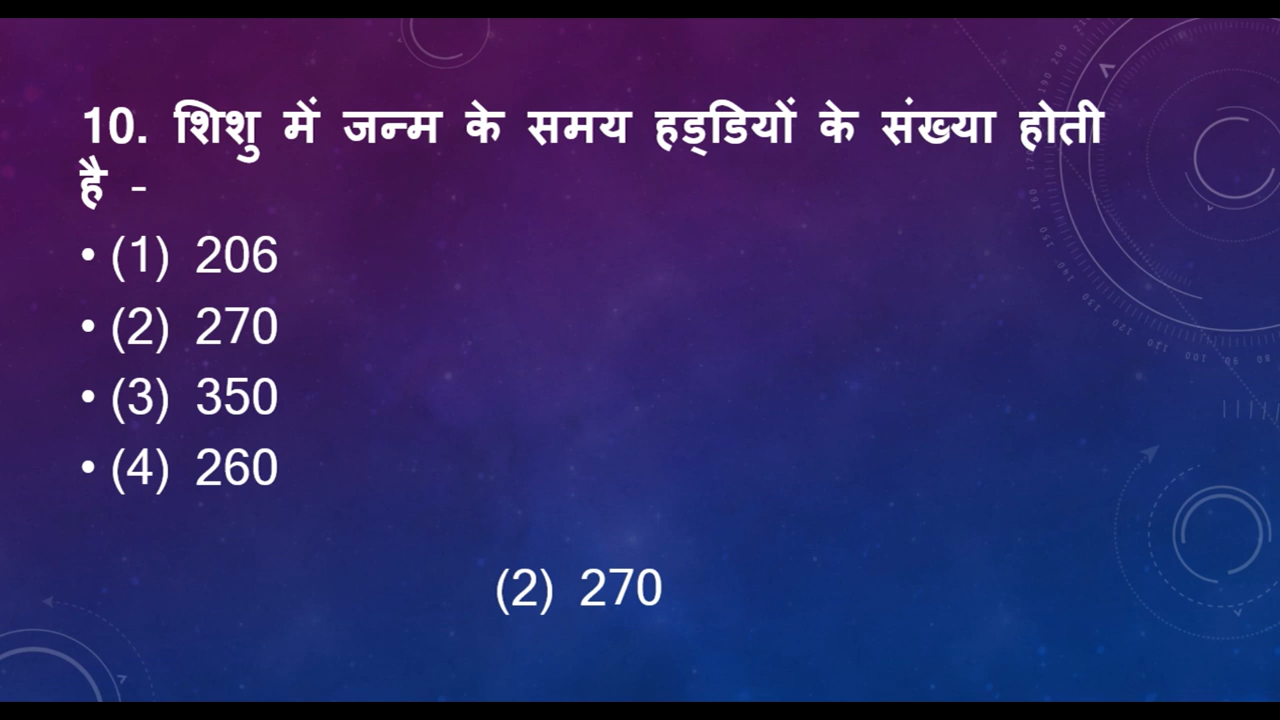 10. शिशु में जन्म के समय हड्डियों के संख्या होती
है -
• (1) 206
• (2) 270
• (3) 350
• (4) 260
(2) 270